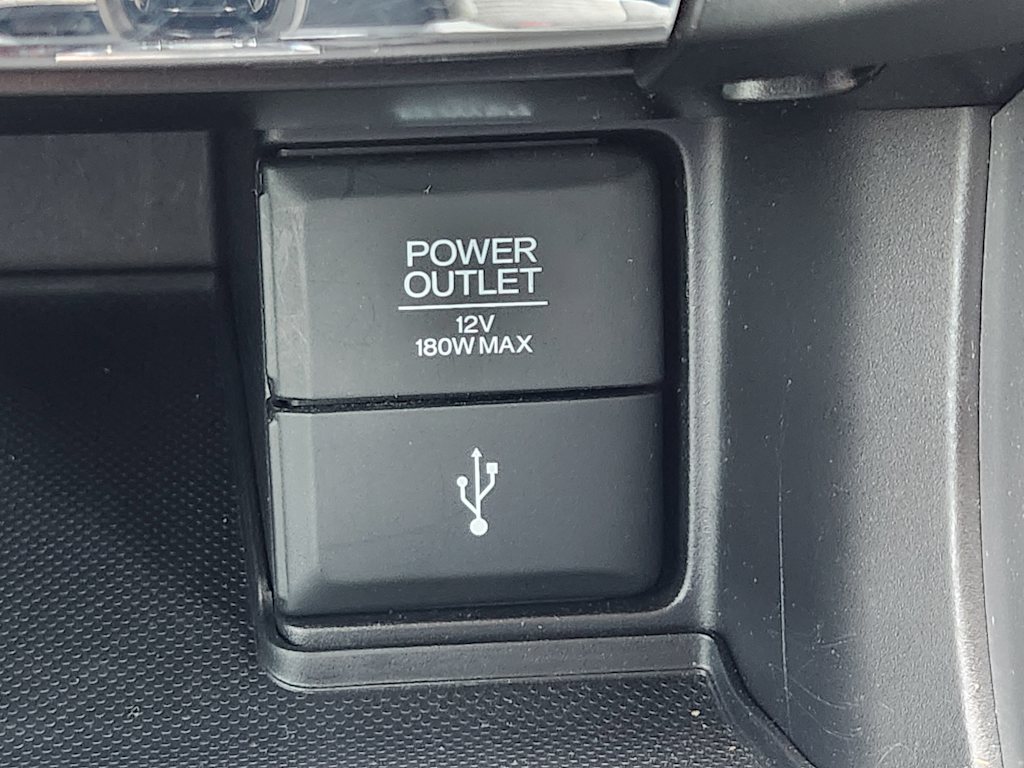 POWER
OUTLET
12V
180W MAX